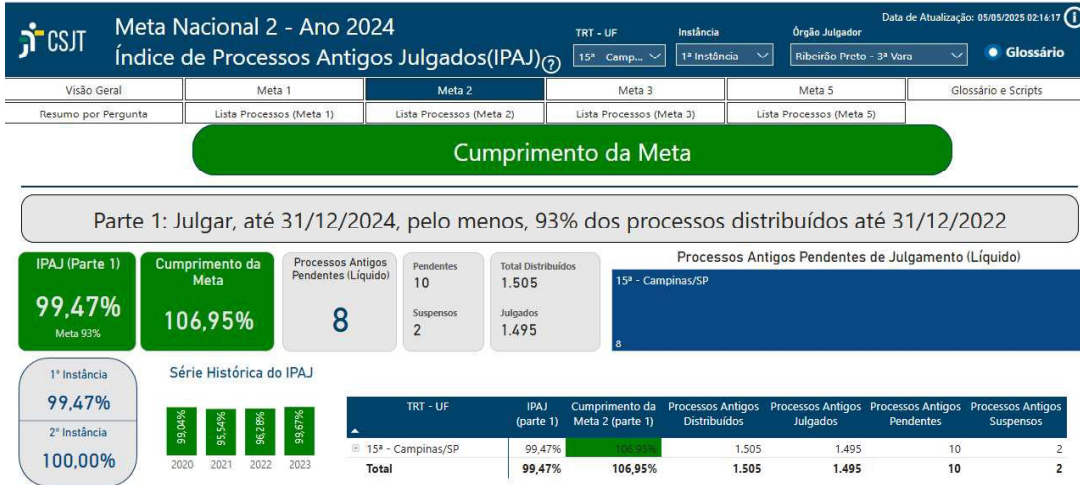 CSJT
Meta Nacional 2 - Ano 2024
Índice de Processos Antigos Julgados(IPAJ)?
Data de Atualização: 05/05/2025 02:16:17
TRT - UF
Instância
Órgão Julgador
15ª Camp...
1ª Instância
Ribeirão Preto - 3ª Vara
Glossário
Visão Geral
Meta 1
Meta 2
Meta 3
Meta 5
Glossário e Scripts
Resumo por Pergunta
Lista Processos (Meta 1)
Lista Processos (Meta 2)
Lista Processos (Meta 3)
Lista Processos (Meta 5)
Cumprimento da Meta
Parte 1: Julgar, até 31/12/2024, pelo menos, 93% dos processos distribuídos até 31/12/2022
IPAJ (Parte 1)
99,47%
Meta 93%
Cumprimento da
Meta
106,95%
Processos Antigos
Pendentes (Líquido)
8
Pendentes
10
Suspensos
2
Total Distribuídos
1.505
Julgados
1.495
Processos Antigos Pendentes de Julgamento (Líquido)
15ª - Campinas/SP
8
1° Instância
99,47%
2° Instância
100,00%
Série Histórica do IPAJ
99,04% 95,54% 96,28% 99,67%
2020 2021 2022 2023
TRT - UF IPAJ (parte 1) Cumprimento da Meta 2 (parte 1) Processos Antigos Distribuídos Processos Antigos Julgados Processos Antigos Pendentes Processos Antigos Suspensos
15ª - Campinas/SP 99,47% 106,95% 1.505 1.495 10 2
Total 99,47% 106,95% 1.505 1.495 10 2